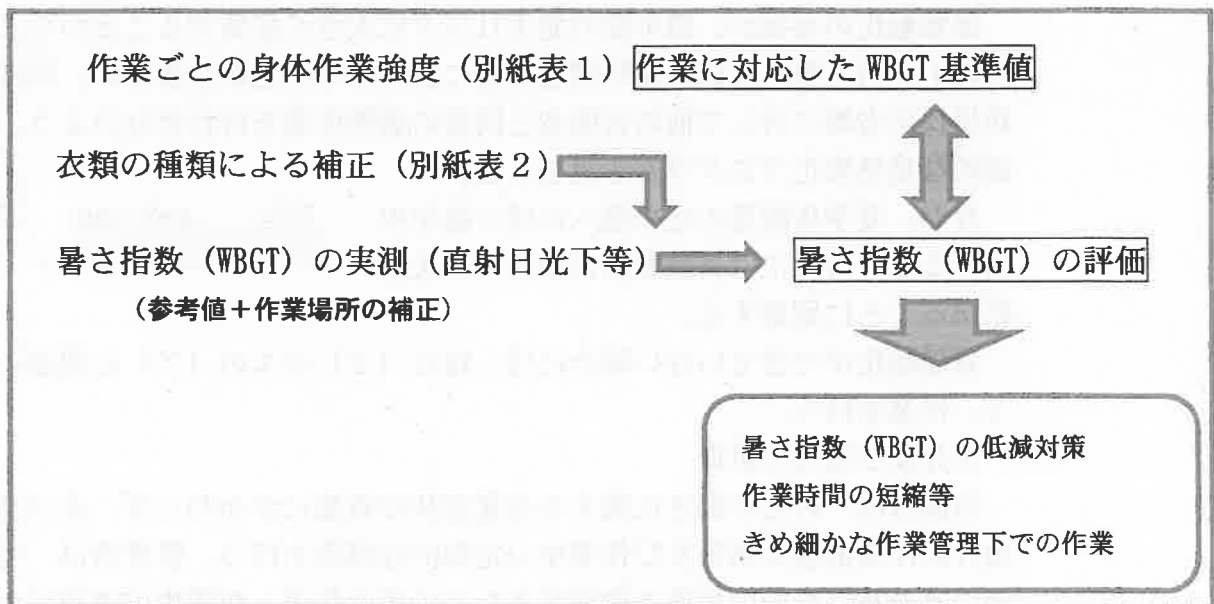 作業ごとの身体作業強度（別紙表１）作業に対応した WBGT 基準値
衣類の種類による補正（別紙表２）
暑さ指数（WBGT）の実測（直射日光下等）
暑さ指数（WBGT）の評価
（参考値＋作業場所の補正）
暑さ指数（WBGT）の低減対策
作業時間の短縮等
きめ細かな作業管理下での作業